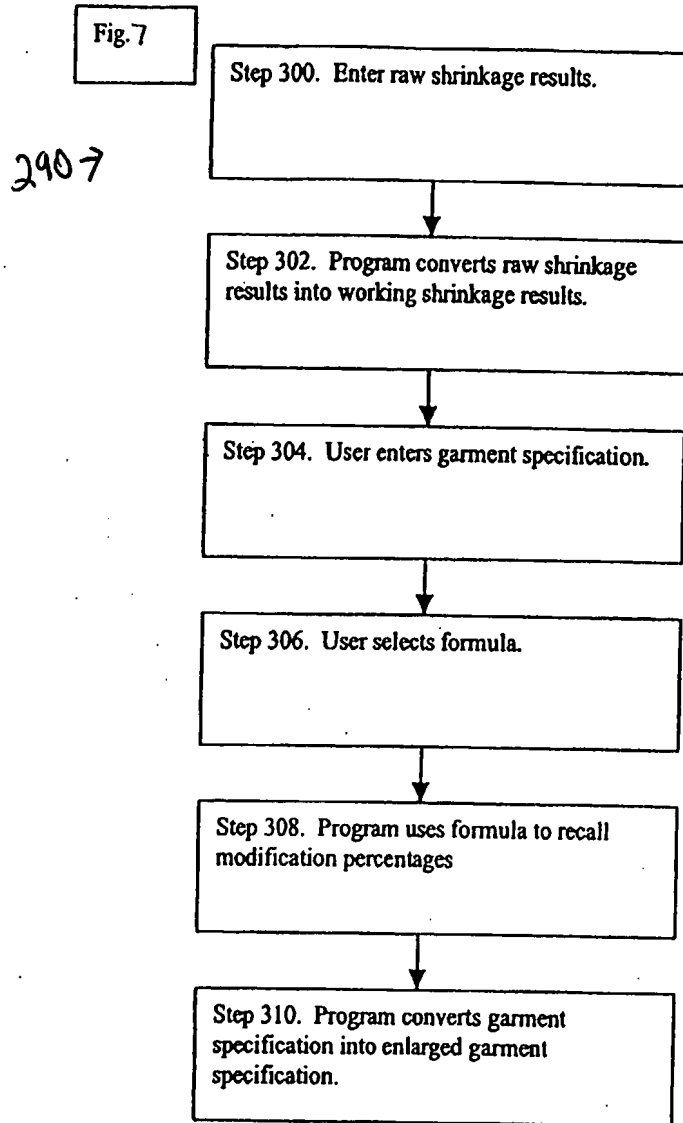 Fig.7
290→
Step 300. Enter raw shrinkage results.
Step 302. Program converts raw shrinkage
results into working shrinkage results.
Step 304. User enters garment specification.
Step 306. User selects formula.
Step 308. Program uses formula to recall
modification percentages
Step 310. Program converts garment
specification into enlarged garment
specification.